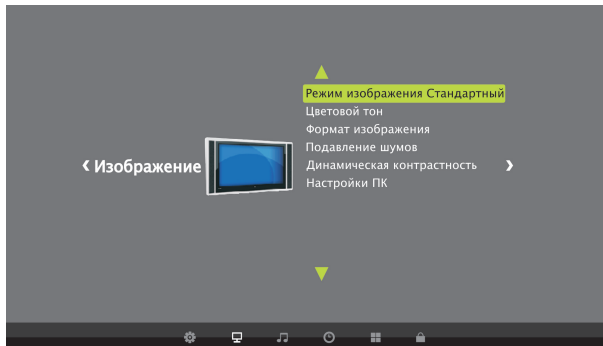 Режим изображения Стандартный
Цветовой тон
Формат изображения
Подавление шумов
Изображение
Динамическая контрастность
Настройки ПК